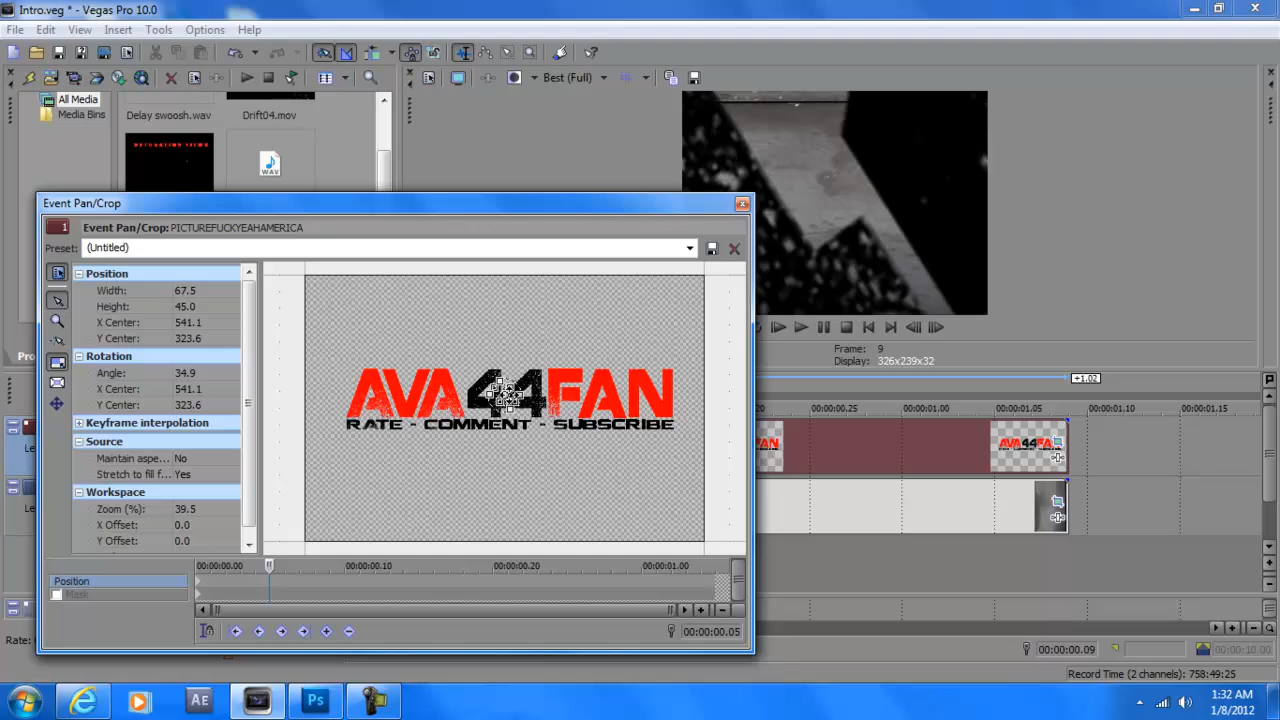 Intro.veg * - Vegas Pro 10.0
File Edit View Insert Tools Options Help
Best (Full)
All Media
Media Bins
Delay swoosh.wav
Drift04.mov
WAV
Event Pan/Crop
1 Event Pan/Crop: PICTUREFUCKYEAHAMERICA
Preset: (Untitled)
Position
Width: 67.5
Height: 45.0
X Center: 541.1
Y Center: 323.6
Rotation
Angle: 34.9
X Center: 541.1
Y Center: 323.6
Keyframe interpolation
Source
Maintain aspe... No
Stretch to fill f... Yes
Workspace
Zoom (%): 39.5
X Offset: 0.0
Y Offset: 0.0
AVA44FAN
RATE - COMMENT - SUBSCRIBE
Frame: 9
Display: 326x239x32
+1.02
00:00:00.25 00:00:01.00 00:00:01.05 00:00:01.10 00:00:01.15
AVA44FAN
00:00:00.00 00:00:00.10 00:00:00.20 00:00:01.00
Position
Mask
00:00:00.05
00:00:00.09
00:00:10.00
Record Time (2 channels): 758:49:25
Ae
Ps
1:32 AM
1/8/2012